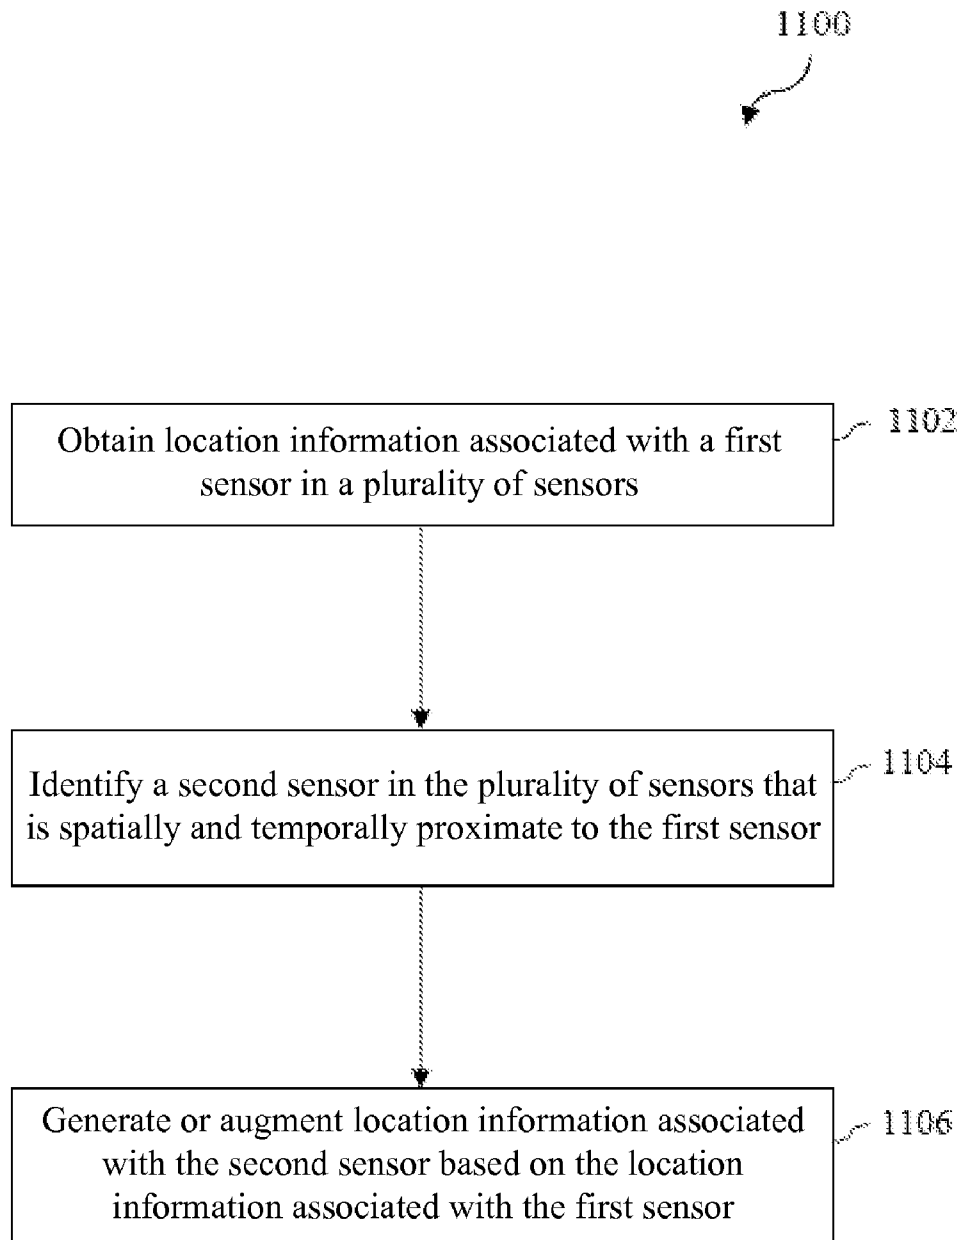 1100
Obtain location information associated with a first
sensor in a plurality of sensors
1102
Identify a second sensor in the plurality of sensors that
is spatially and temporally proximate to the first sensor
1104
Generate or augment location information associated
with the second sensor based on the location
information associated with the first sensor
1106